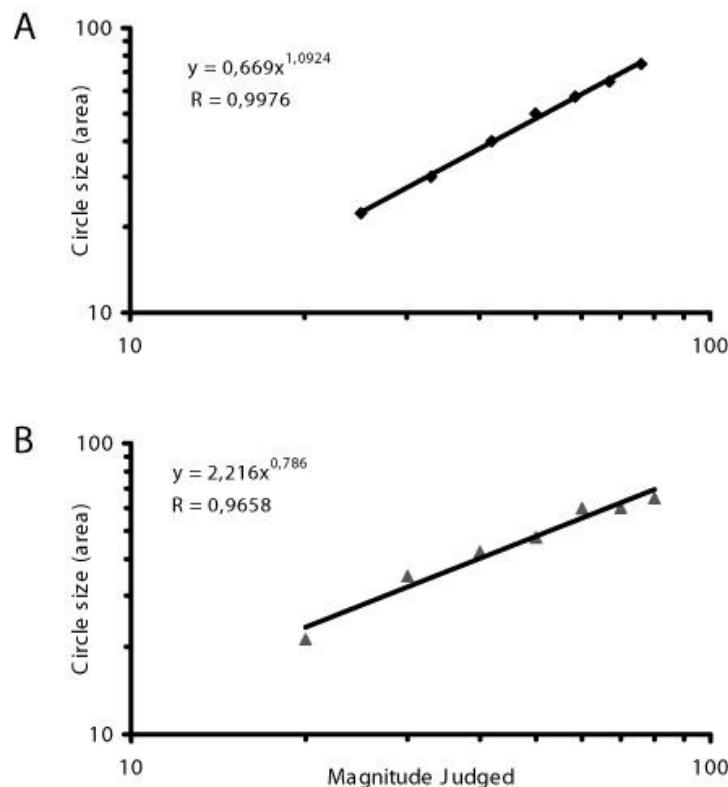 A
100
y = 0,669x^1,0924
R = 0,9976
Circle size (area)
10
10
100
B
100
y = 2,216x^0,786
R = 0,9658
Circle size (area)
10
10
Magnitude Judged
100